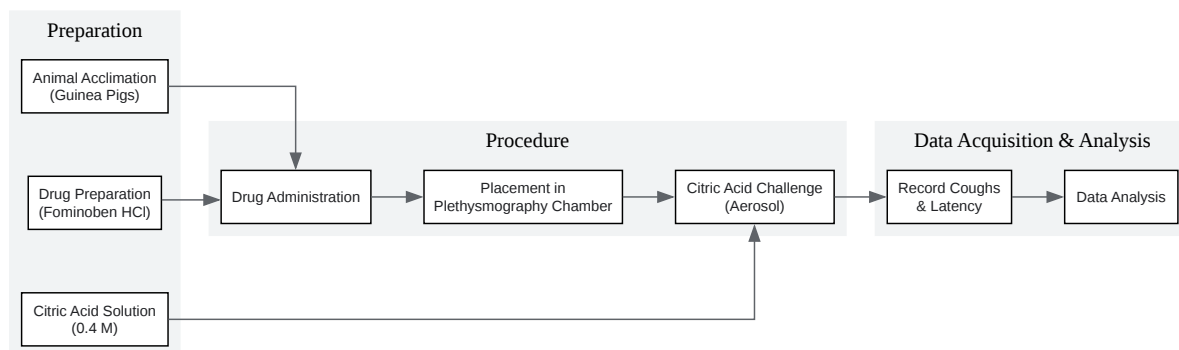 Preparation
Animal Acclimation
(Guinea Pigs)
Drug Preparation
(Fominoben HCl)
Citric Acid Solution
(0.4 M)
Procedure
Drug Administration
Placement in
Plethysmography Chamber
Citric Acid Challenge
(Aerosol)
Data Acquisition & Analysis
Record Coughs
& Latency
Data Analysis